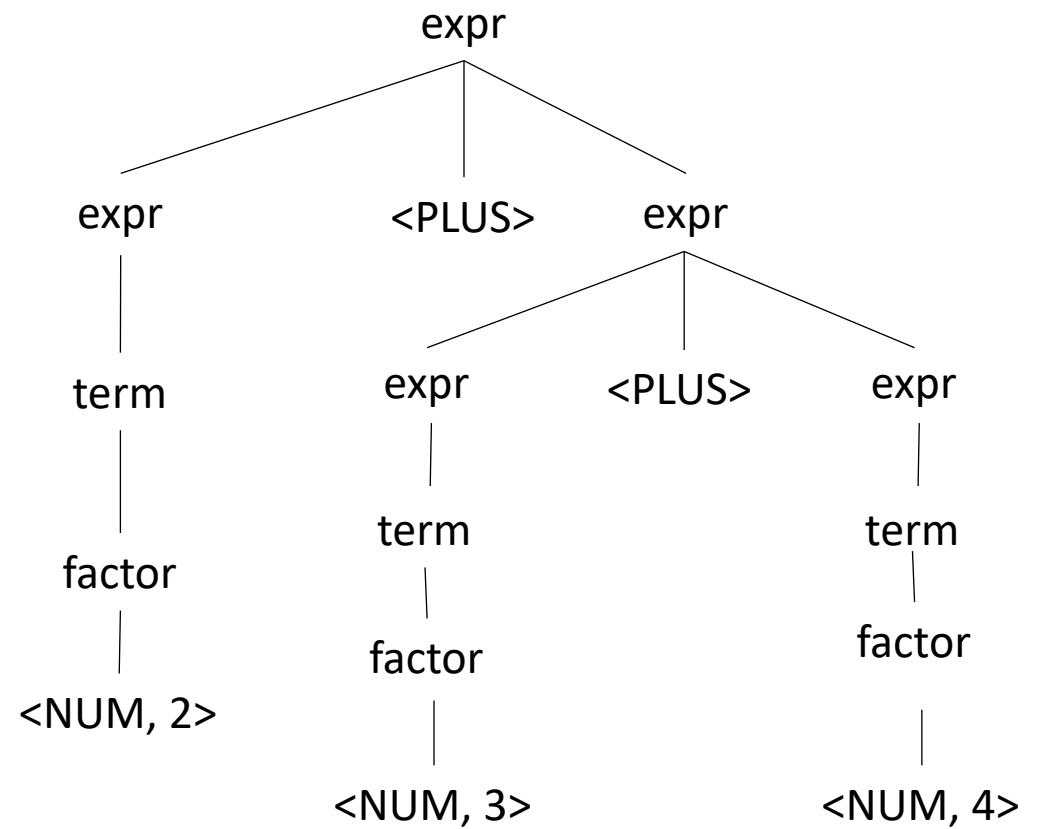 expr
expr <PLUS> expr
term expr <PLUS> expr
factor term term
<NUM, 2> factor factor
<NUM, 3> <NUM, 4>